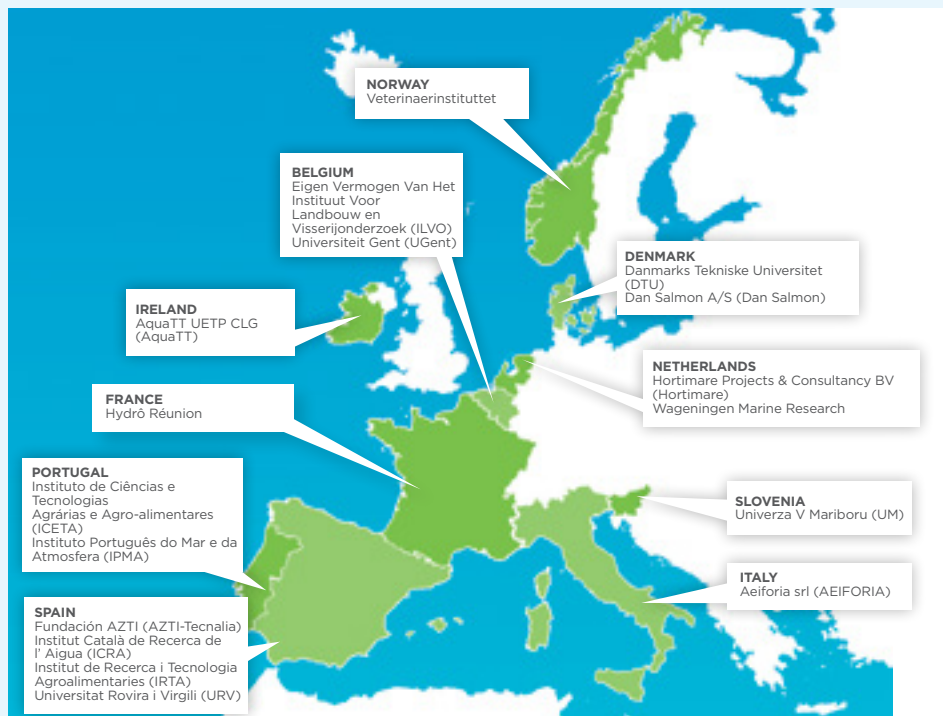 NORWAY
Veterinaerinstituttet
BELGIUM
Eigen Vermogen Van Het
Instituut Voor
Landbouw en
Visserijonderzoek (ILVO)
Universiteit Gent (UGent)
DENMARK
Danmarks Tekniske Universitet
(DTU)
Dan Salmon A/S (Dan Salmon)
IRELAND
AquaTT UETP CLG
(AquaTT)
NETHERLANDS
Hortimare Projects & Consultancy BV
(Hortimare)
Wageningen Marine Research
FRANCE
Hydrô Réunion
PORTUGAL
Instituto de Ciências e
Tecnologias
Agrárias e Agro-alimentares
(ICETA)
Instituto Português do Mar e da
Atmosfera (IPMA)
SLOVENIA
Univerza V Mariboru (UM)
ITALY
Aeiforia srl (AEIFORIA)
SPAIN
Fundación AZTI (AZTI-Tecnalia)
Institut Català de Recerca de
l' Aigua (ICRA)
Institut de Recerca i Tecnologia
Agroalimentaries (IRTA)
Universitat Rovira i Virgili (URV)